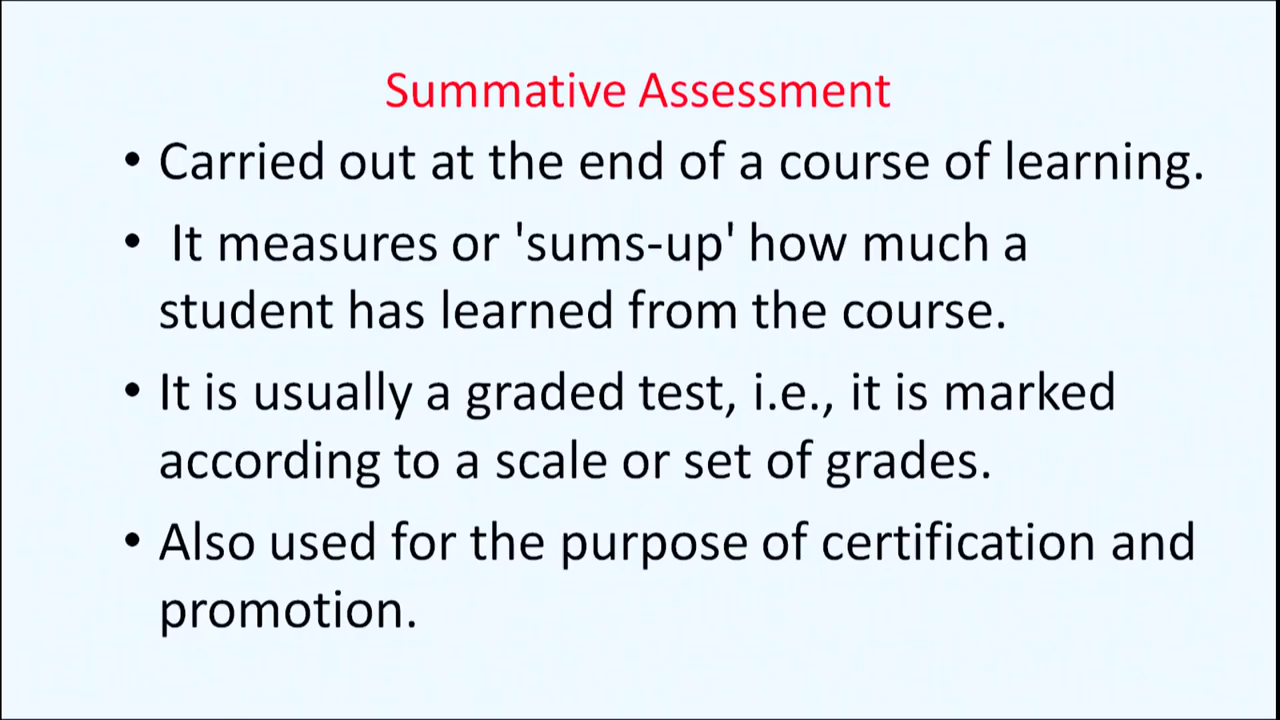 Summative Assessment
• Carried out at the end of a course of learning.
• It measures or 'sums-up' how much a
student has learned from the course.
• It is usually a graded test, i.e., it is marked
according to a scale or set of grades.
• Also used for the purpose of certification and
promotion.